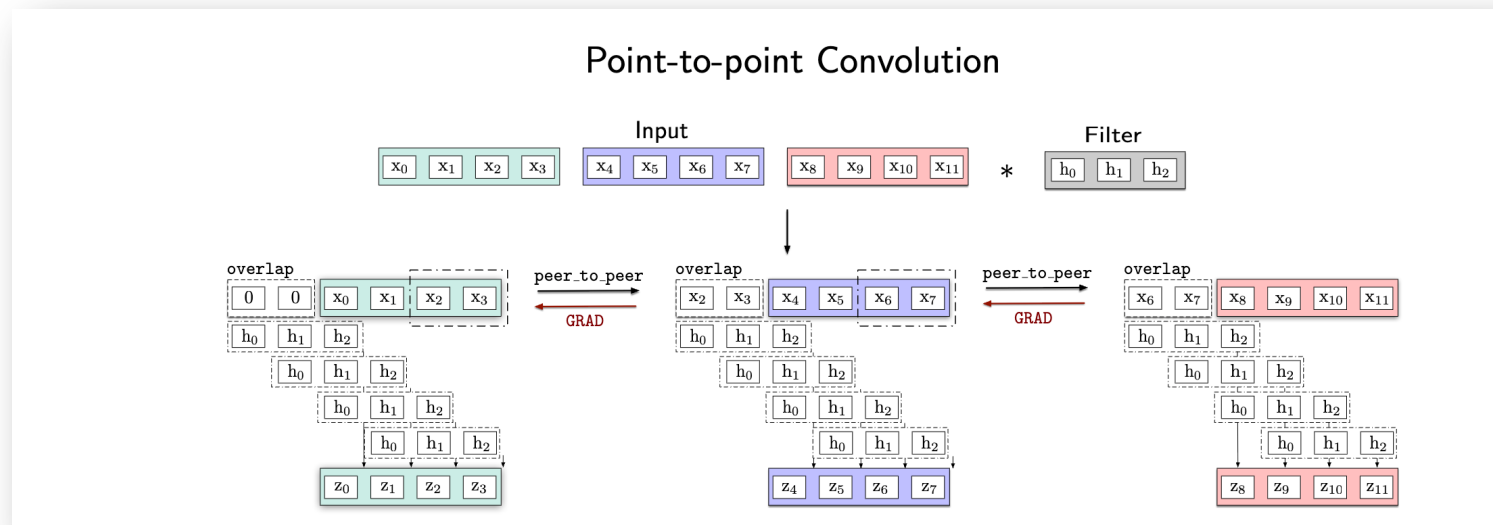 Point-to-point Convolution
Input
Filter
x₀ x₁ x₂ x₃ x₄ x₅ x₆ x₇ x₈ x₉ x₁₀ x₁₁ * h₀ h₁ h₂
overlap peer_to_peer overlap peer_to_peer overlap
0 0 x₀ x₁ x₂ x₃ x₂ x₃ x₄ x₅ x₆ x₇ x₆ x₇ x₈ x₉ x₁₀ x₁₁
GRAD GRAD
h₀ h₁ h₂ h₀ h₁ h₂ h₀ h₁ h₂
h₀ h₁ h₂ h₀ h₁ h₂ h₀ h₁ h₂
h₀ h₁ h₂ h₀ h₁ h₂ h₀ h₁ h₂
h₀ h₁ h₂ h₀ h₁ h₂ h₀ h₁ h₂
z₀ z₁ z₂ z₃ z₄ z₅ z₆ z₇ z₈ z₉ z₁₀ z₁₁